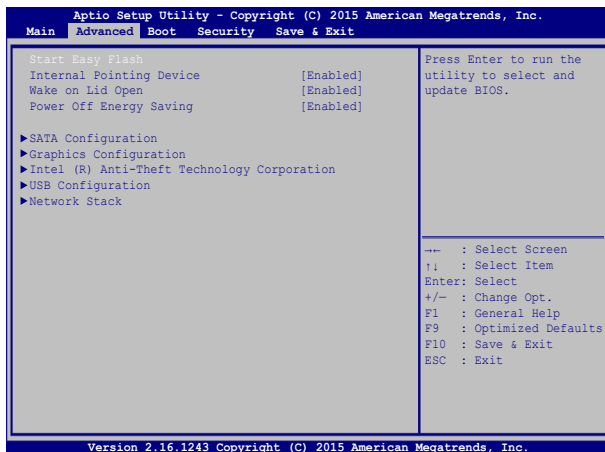 Aptio Setup Utility - Copyright (C) 2015 American Megatrends, Inc.
Main Advanced Boot Security Save & Exit
Start Easy Flash
Internal Pointing Device [Enabled]
Wake on Lid Open [Enabled]
Power Off Energy Saving [Enabled]
▶SATA Configuration
▶Graphics Configuration
▶Intel (R) Anti-Theft Technology Corporation
▶USB Configuration
▶Network Stack
Press Enter to run the
utility to select and
update BIOS.
→← : Select Screen
↑↓ : Select Item
Enter: Select
+/— : Change Opt.
F1 : General Help
F9 : Optimized Defaults
F10 : Save & Exit
ESC : Exit
Version 2.16.1243 Copyright (C) 2015 American Megatrends, Inc.